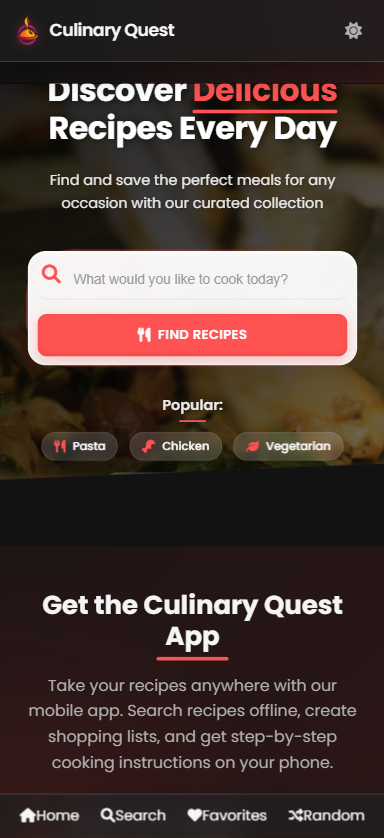 Culinary Quest
Discover Delicious
Recipes Every Day
Find and save the perfect meals for any
occasion with our curated collection
What would you like to cook today?
FIND RECIPES
Popular:
Pasta
Chicken
Vegetarian
Get the Culinary Quest
App
Take your recipes anywhere with our
mobile app. Search recipes offline, create
shopping lists, and get step-by-step
cooking instructions on your phone.
Home
Search
Favorites
Random